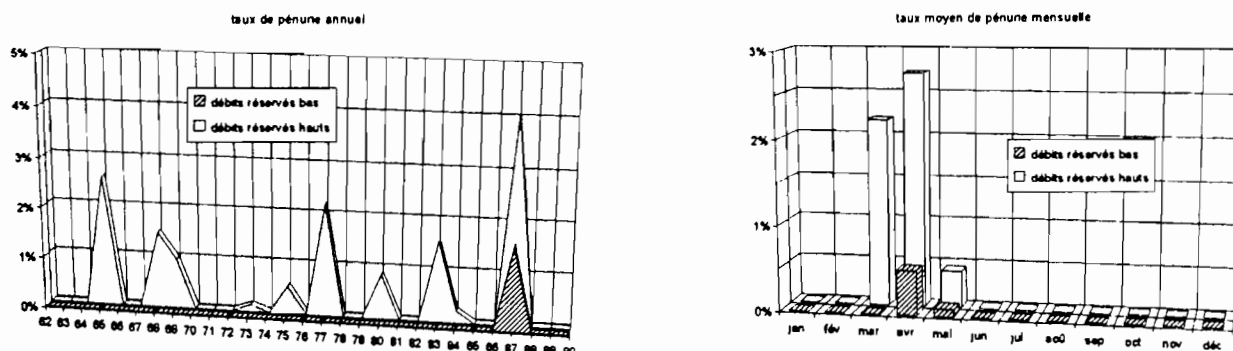 taux de pénurie annuel
5%
4%
3%
2%
1%
0%
débits réservés bas
débits réservés hauts
62 63 64 65 66 67 68 69 70 71 72 73 74 75 76 77 78 79 80 81 82 83 84 85 86 87 88 89 90
taux moyen de pénurie mensuelle
3%
2%
1%
0%
débits réservés bas
débits réservés hauts
jan fév mar avr mai jun jul aoû sep oct nov déc